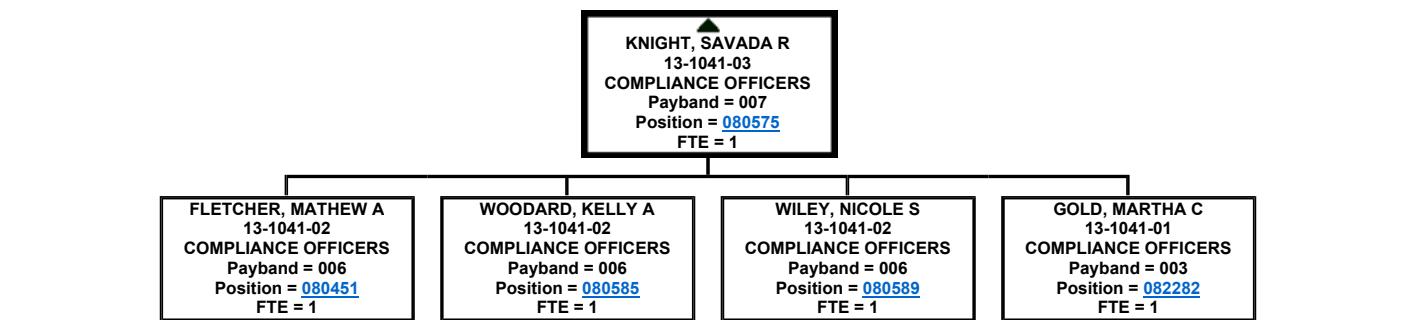 KNIGHT, SAVADA R
13-1041-03
COMPLIANCE OFFICERS
Payband = 007
Position = 080575
FTE = 1
FLETCHER, MATHEW A
13-1041-02
COMPLIANCE OFFICERS
Payband = 006
Position = 080451
FTE = 1
WOODARD, KELLY A
13-1041-02
COMPLIANCE OFFICERS
Payband = 006
Position = 080585
FTE = 1
WILEY, NICOLE S
13-1041-02
COMPLIANCE OFFICERS
Payband = 006
Position = 080589
FTE = 1
GOLD, MARTHA C
13-1041-01
COMPLIANCE OFFICERS
Payband = 003
Position = 082282
FTE = 1